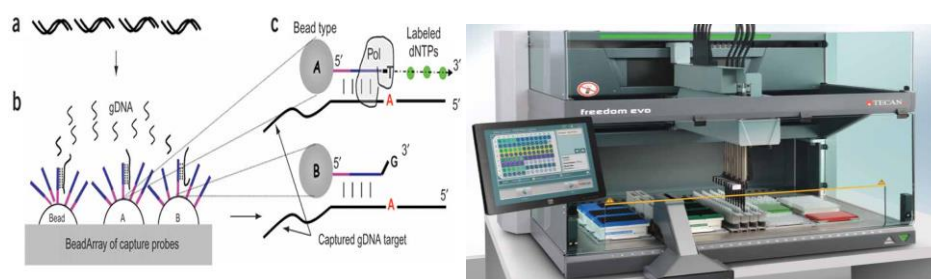 a
b
gDNA
Bead
A
B
BeadArray of capture probes
c
Bead type
A
5′
Pol
T
Labeled
dNTPs
3′
A
5′
B
5′
3′
G
A
5′
Captured gDNA target
freedom evo
TECAN